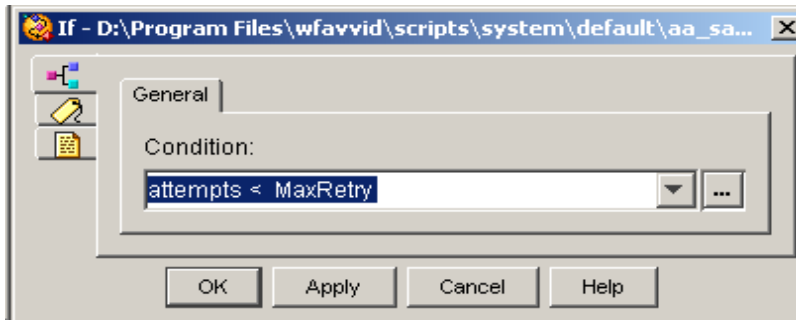 If - D:\Program Files\wfavvid\scripts\system\default\aa_sa...
General
Condition:
attempts < MaxRetry
...
OK Apply Cancel Help